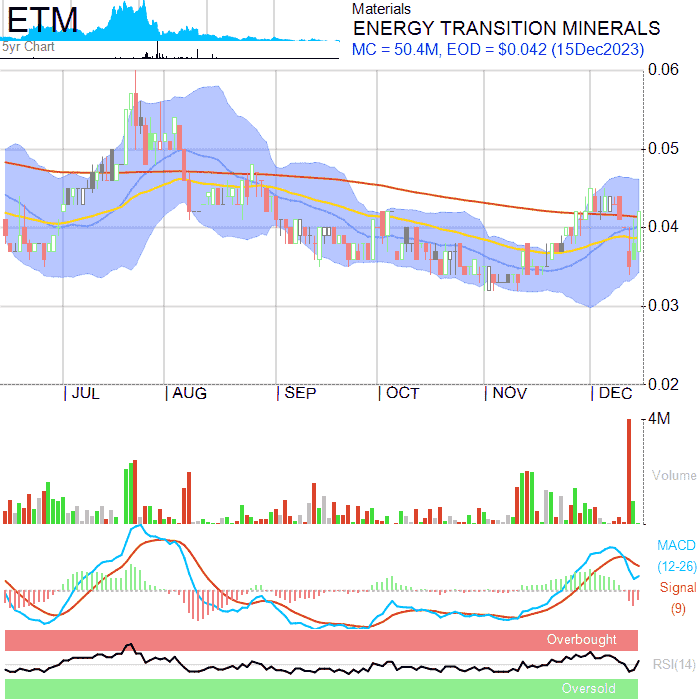 ETM
5yr Chart
Materials
ENERGY TRANSITION MINERALS
MC = 50.4M, EOD = $0.042 (15Dec2023)
0.06
0.05
0.04
0.03
0.02
| JUL | AUG | SEP | OCT | NOV | DEC
4M
Volume
MACD
(12-26)
Signal
(9)
Overbought
RSI(14)
Oversold